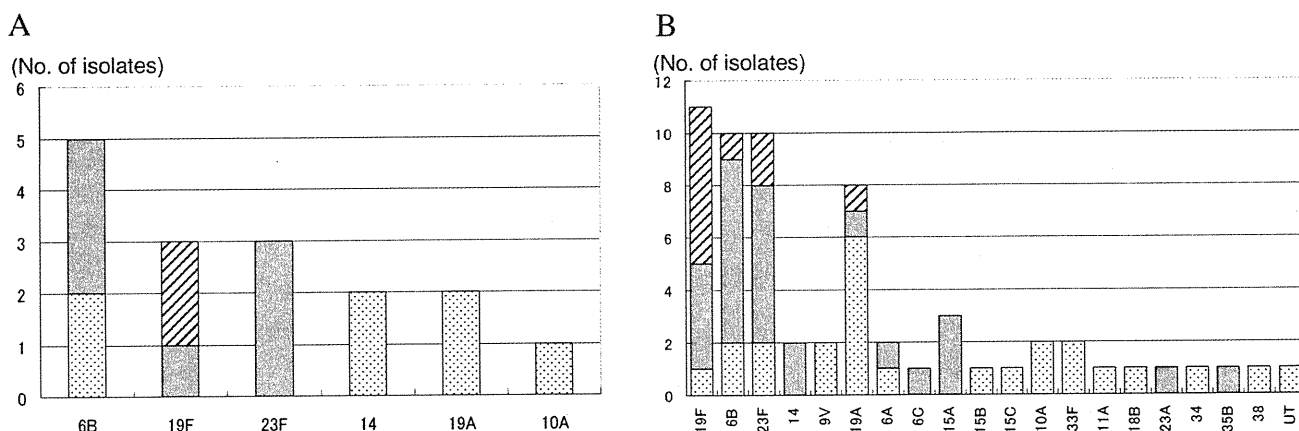 A
(No. of isolates)
6
5
4
3
2
1
0
6B 19F 23F 14 19A 10A
B
(No. of isolates)
12
10
8
6
4
2
0
19F 6B 23F 14 9V 19A 6A 6C 15A 15B 15C 10A 33F 11A 18B 23A 34 35B 38 UT